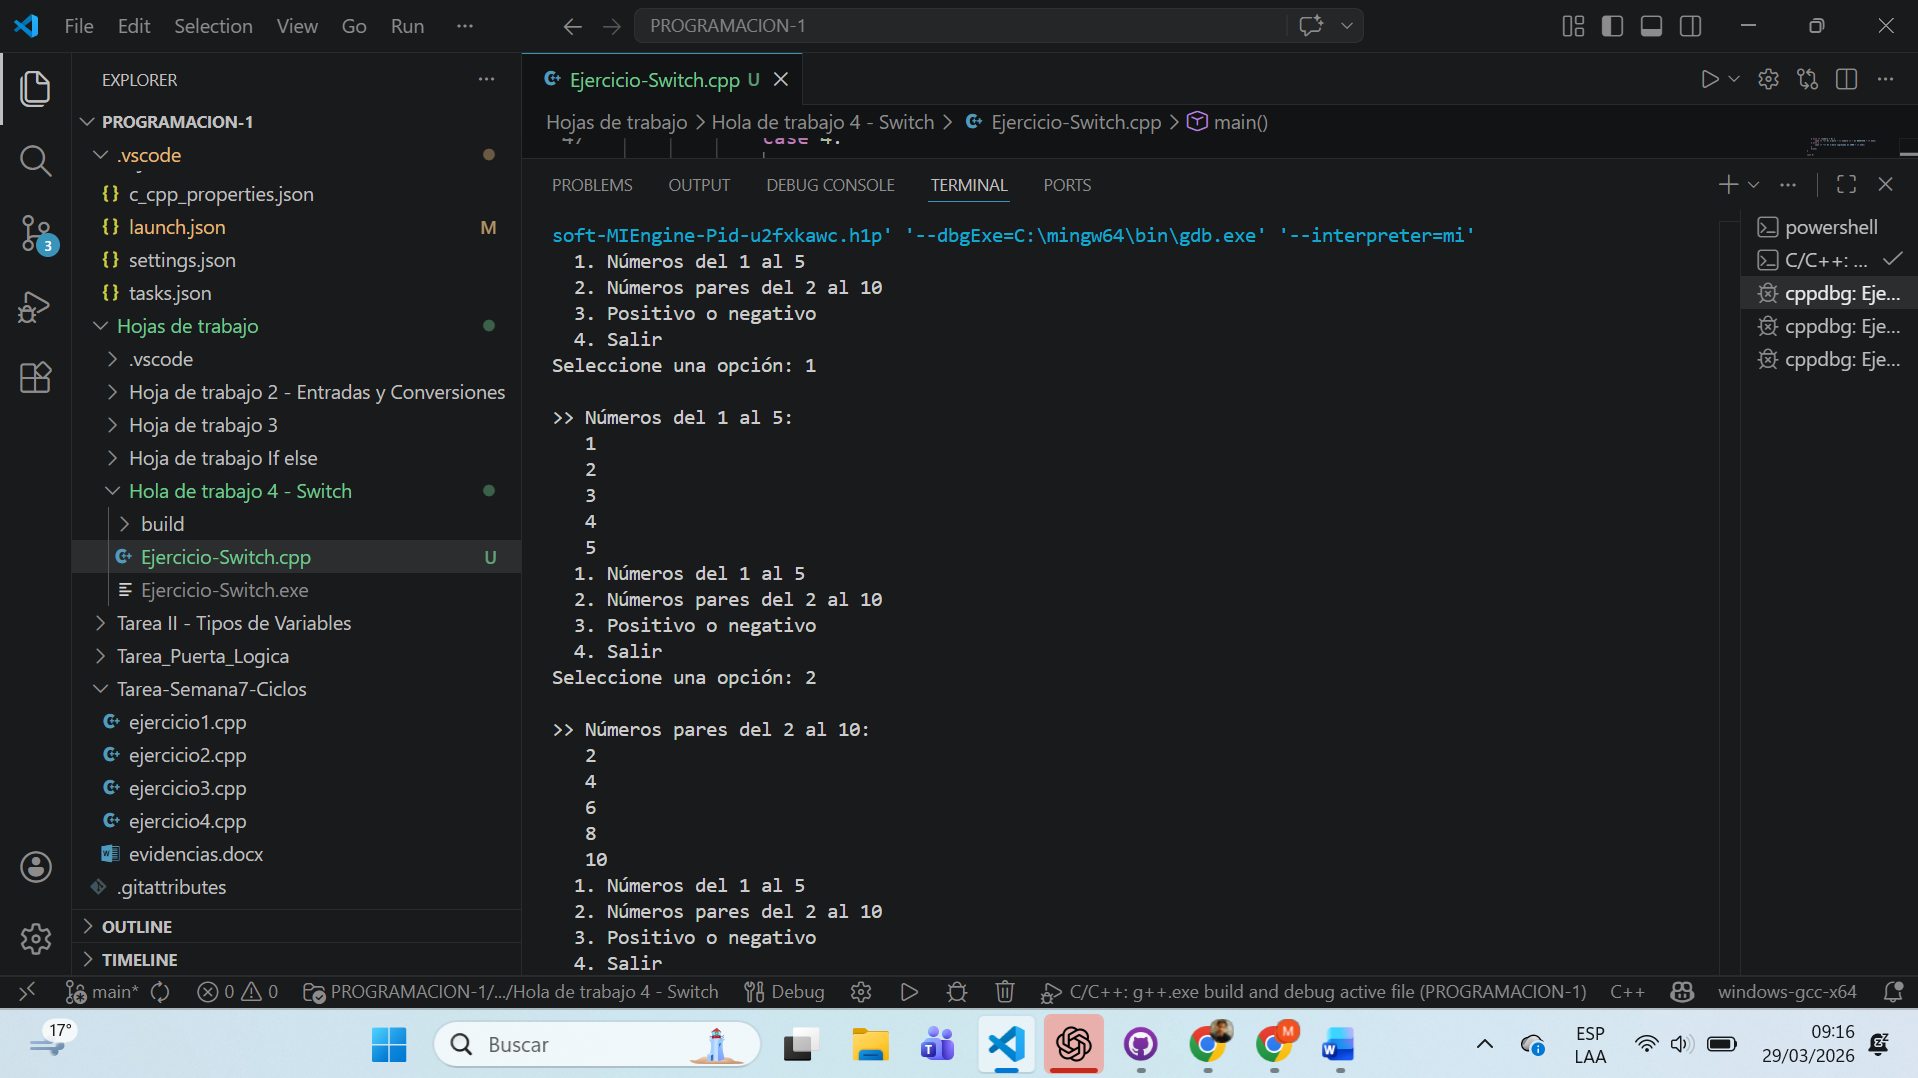 File Edit Selection View Go Run ···
PROGRAMACION-1
EXPLORER
PROGRAMACION-1
.vscode
c_cpp_properties.json
launch.json M
settings.json
tasks.json
Hojas de trabajo
.vscode
Hoja de trabajo 2 - Entradas y Conversiones
Hoja de trabajo 3
Hoja de trabajo If else
Hola de trabajo 4 - Switch
build
Ejercicio-Switch.cpp U
Ejercicio-Switch.exe
Tarea II - Tipos de Variables
Tarea_Puerta_Logica
Tarea-Semana7-Ciclos
ejercicio1.cpp
ejercicio2.cpp
ejercicio3.cpp
ejercicio4.cpp
evidencias.docx
.gitattributes
OUTLINE
TIMELINE
3
Ejercicio-Switch.cpp U
Hojas de trabajo > Hola de trabajo 4 - Switch > Ejercicio-Switch.cpp > main()
47 case 4:
PROBLEMS OUTPUT DEBUG CONSOLE TERMINAL PORTS
soft-MIEngine-Pid-u2fxkawc.h1p' '--dbgExe=C:\mingw64\bin\gdb.exe' '--interpreter=mi'
1. Números del 1 al 5
2. Números pares del 2 al 10
3. Positivo o negativo
4. Salir
Seleccione una opción: 1
>> Números del 1 al 5:
1
2
3
4
5
1. Números del 1 al 5
2. Números pares del 2 al 10
3. Positivo o negativo
4. Salir
Seleccione una opción: 2
>> Números pares del 2 al 10:
2
4
6
8
10
1. Números del 1 al 5
2. Números pares del 2 al 10
3. Positivo o negativo
4. Salir
powershell
C/C++: ...
cppdbg: Eje...
cppdbg: Eje...
cppdbg: Eje...
main* 0 0 PROGRAMACION-1/.../Hola de trabajo 4 - Switch Debug C/C++: g++.exe build and debug active file (PROGRAMACION-1) C++ windows-gcc-x64
17°
Buscar
M
ESP
LAA
09:16
29/03/2026